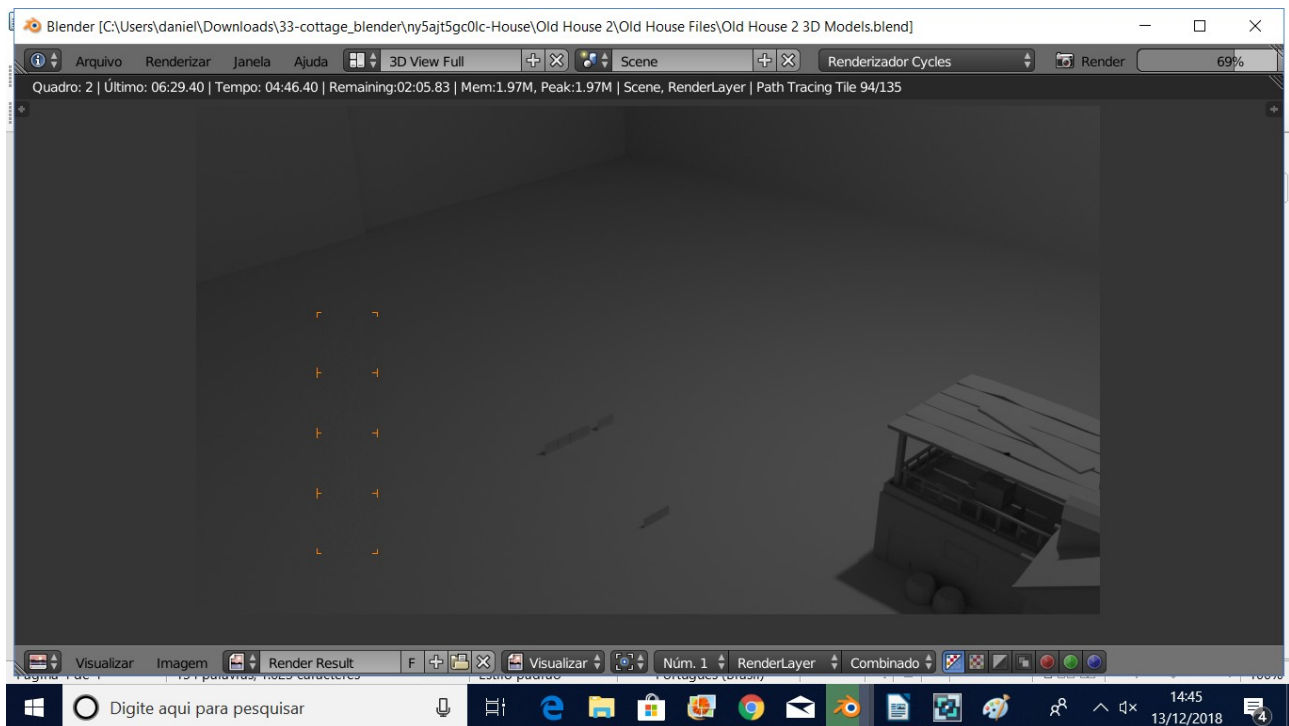 Blender [C:\Users\daniel\Downloads\33-cottage_blender\ny5ajt5gc0lc-House\Old House 2\Old House Files\Old House 2 3D Models.blend]
Arquivo Renderizar Janela Ajuda 3D View Full Scene Renderizador Cycles Render 69%
Quadro: 2 | Último: 06:29.40 | Tempo: 04:46.40 | Remaining:02:05.83 | Mem:1.97M, Peak:1.97M | Scene, RenderLayer | Path Tracing Tile 94/135
Visualizar Imagem Render Result F Visualizar Núm. 1 RenderLayer Combinado
Digite aqui para pesquisar
14:45
13/12/2018
4